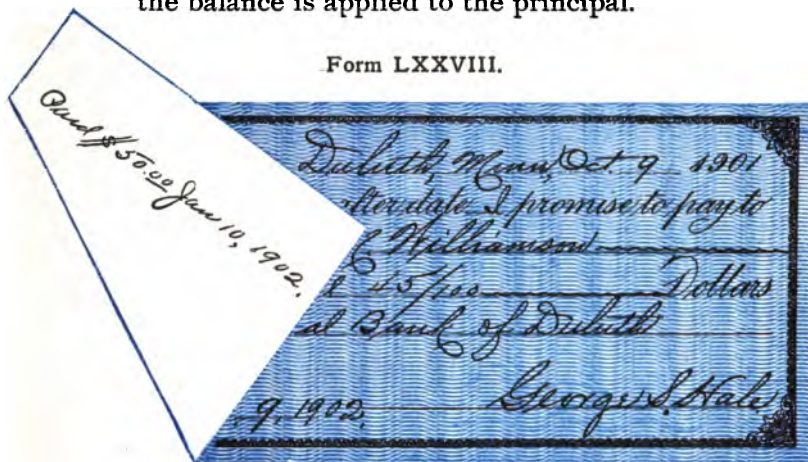 the balance is applied to the principal.
Form LXXVIII.
Paid $50.00 Jan 10, 1902.
Duluth, Minn, Oct. 9 1901
after date I promise to pay to
Williamson
45/100 Dollars
al Bank of Duluth
9, 1902. George S. Hale